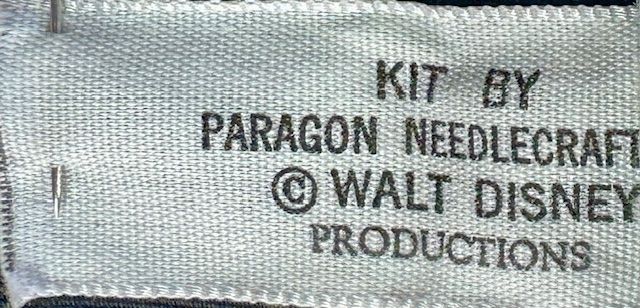 KIT BY
PARAGON NEEDLECRAFT
© WALT DISNEY
PRODUCTIONS